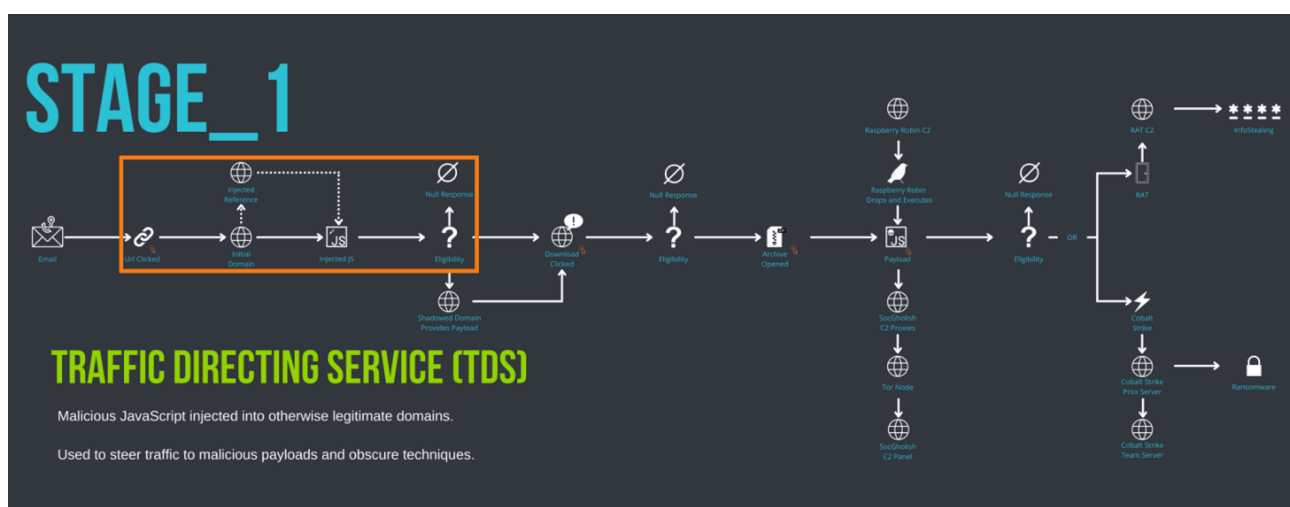 STAGE_1
Raspberry Robin C2
RAT C2
InfoStealing
Injected
Reference
Null Response
Null Response
Raspberry Robin
Drops and Executes
Null Response
RAT
Email
Url Clicked
Initial
Domain
JS
Injected JS
?
Eligibility
Download
Clicked
?
Eligibility
Archive
Opened
JS
Payload
?
Eligibility
OR
Shadowed Domain
Provides Payload
SocGholish
C2 Proxies
Cobalt
Strike
TRAFFIC DIRECTING SERVICE (TDS)
Tor Node
Cobalt Strike
Prox Server
Ransomware
Malicious JavaScript injected into otherwise legitimate domains.
Used to steer traffic to malicious payloads and obscure techniques.
SocGholish
C2 Panel
Cobalt Strike
Team Server